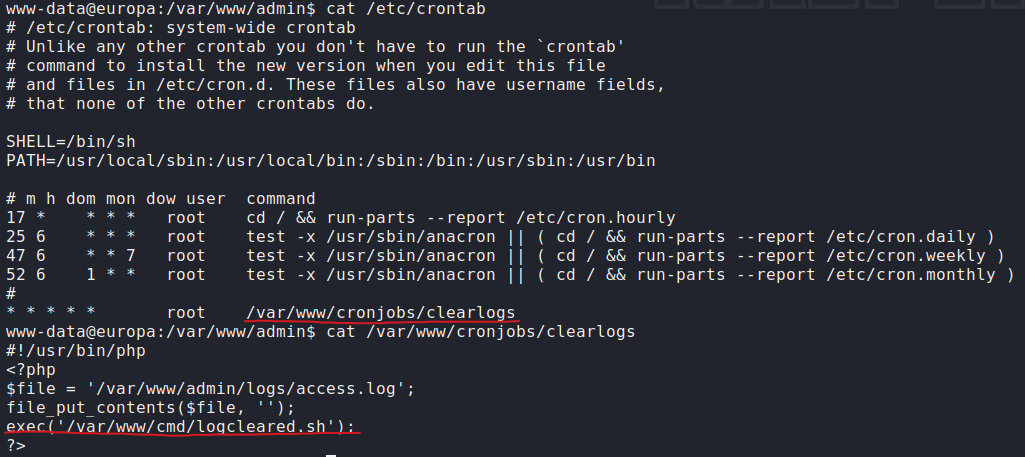 www-data@europa:/var/www/admin$ cat /etc/crontab
# /etc/crontab: system-wide crontab
# Unlike any other crontab you don't have to run the `crontab'
# command to install the new version when you edit this file
# and files in /etc/cron.d. These files also have username fields,
# that none of the other crontabs do.

SHELL=/bin/sh
PATH=/usr/local/sbin:/usr/local/bin:/sbin:/bin:/usr/sbin:/usr/bin

# m h dom mon dow user  command
17 *    * * *   root    cd / && run-parts --report /etc/cron.hourly
25 6    * * *   root    test -x /usr/sbin/anacron || ( cd / && run-parts --report /etc/cron.daily )
47 6    * * 7   root    test -x /usr/sbin/anacron || ( cd / && run-parts --report /etc/cron.weekly )
52 6    1 * *   root    test -x /usr/sbin/anacron || ( cd / && run-parts --report /etc/cron.monthly )
#
* * * * *       root    /var/www/cronjobs/clearlogs
www-data@europa:/var/www/admin$ cat /var/www/cronjobs/clearlogs
#!/usr/bin/php
<?php
$file = '/var/www/admin/logs/access.log';
file_put_contents($file, '');
exec('/var/www/cmd/logcleared.sh');
?>